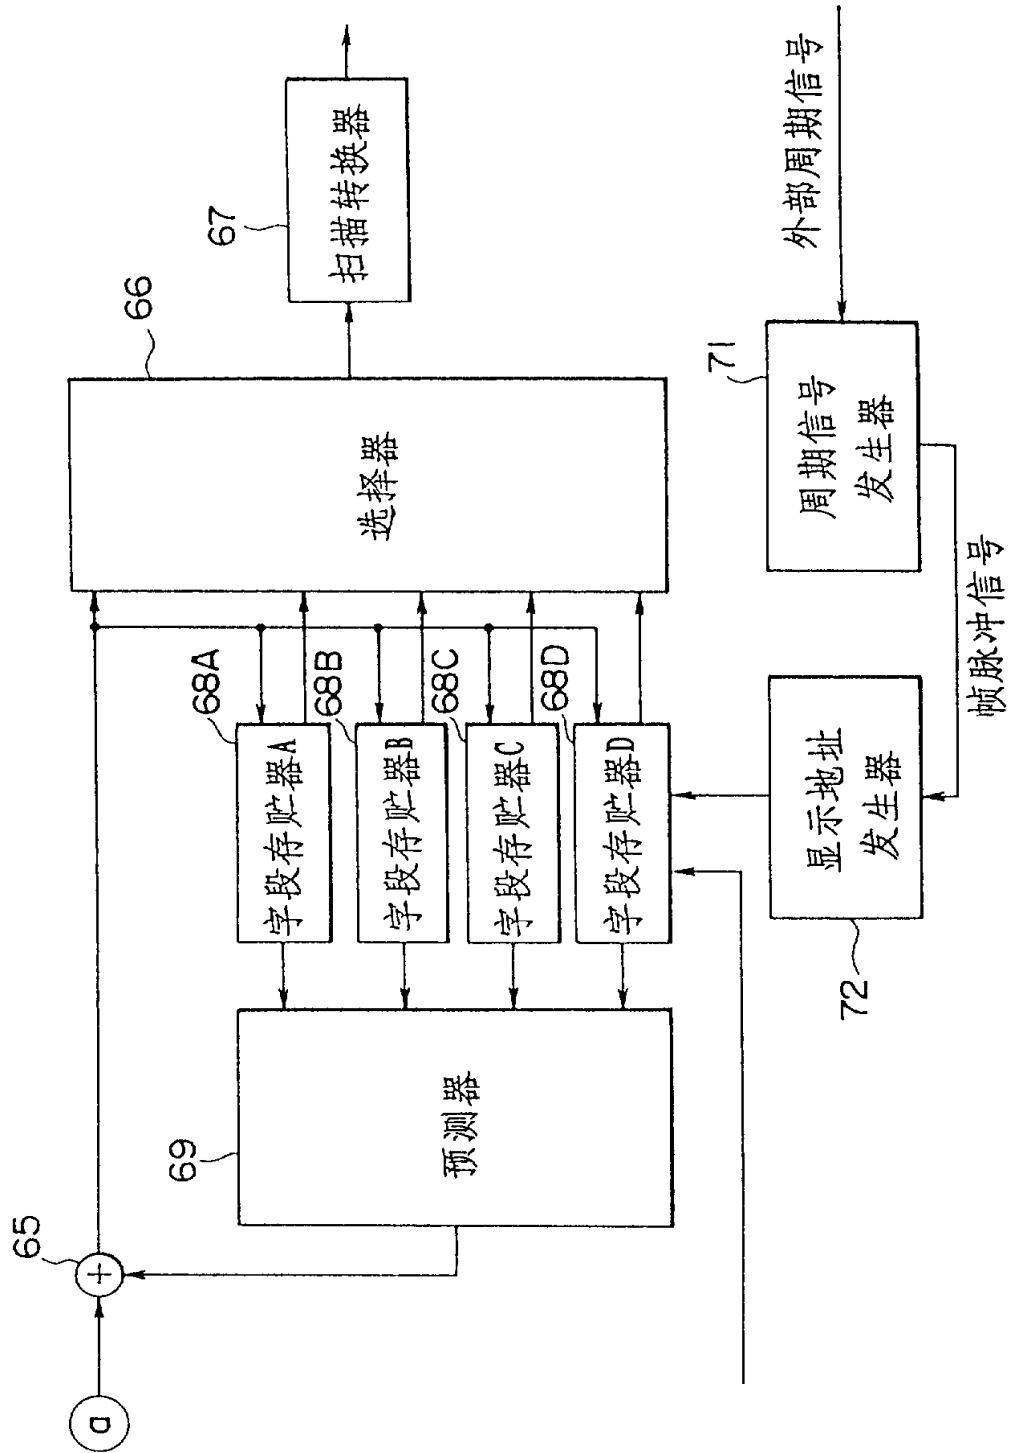 a
65
69
预测器
字段存贮器A
68A
字段存贮器B
68B
字段存贮器C
68C
字段存贮器D
68D
选择器
66
扫描转换器
67
显示地址
发生器
72
帧脉冲信号
周期信号
发生器
71
外部周期信号